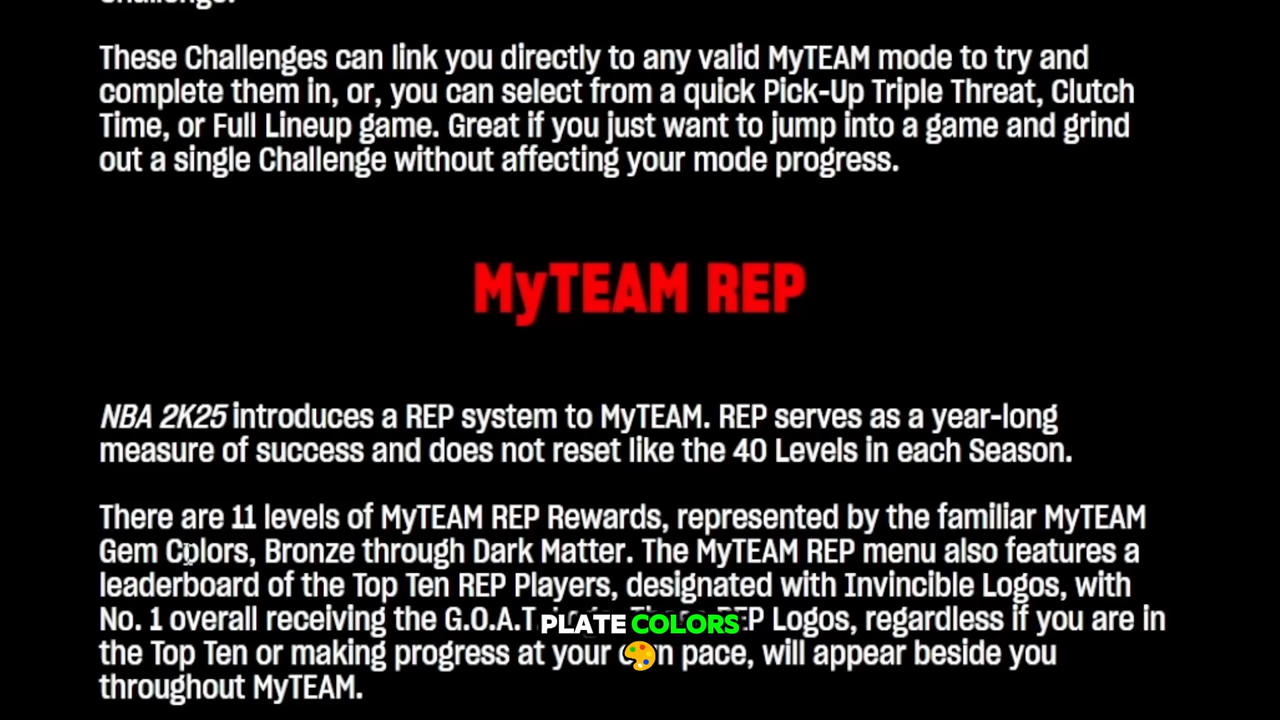 Challenge.
These Challenges can link you directly to any valid MyTEAM mode to try and
complete them in, or, you can select from a quick Pick-Up Triple Threat, Clutch
Time, or Full Lineup game. Great if you just want to jump into a game and grind
out a single Challenge without affecting your mode progress.
MyTEAM REP
NBA 2K25 introduces a REP system to MyTEAM. REP serves as a year-long
measure of success and does not reset like the 40 Levels in each Season.
There are 11 levels of MyTEAM REP Rewards, represented by the familiar MyTEAM
Gem Colors, Bronze through Dark Matter. The MyTEAM REP menu also features a
leaderboard of the Top Ten REP Players, designated with Invincible Logos, with
No. 1 overall receiving the G.O.A.T. REP Logos, regardless if you are in
PLATE COLORS
the Top Ten or making progress at your pace, will appear beside you
throughout MyTEAM.